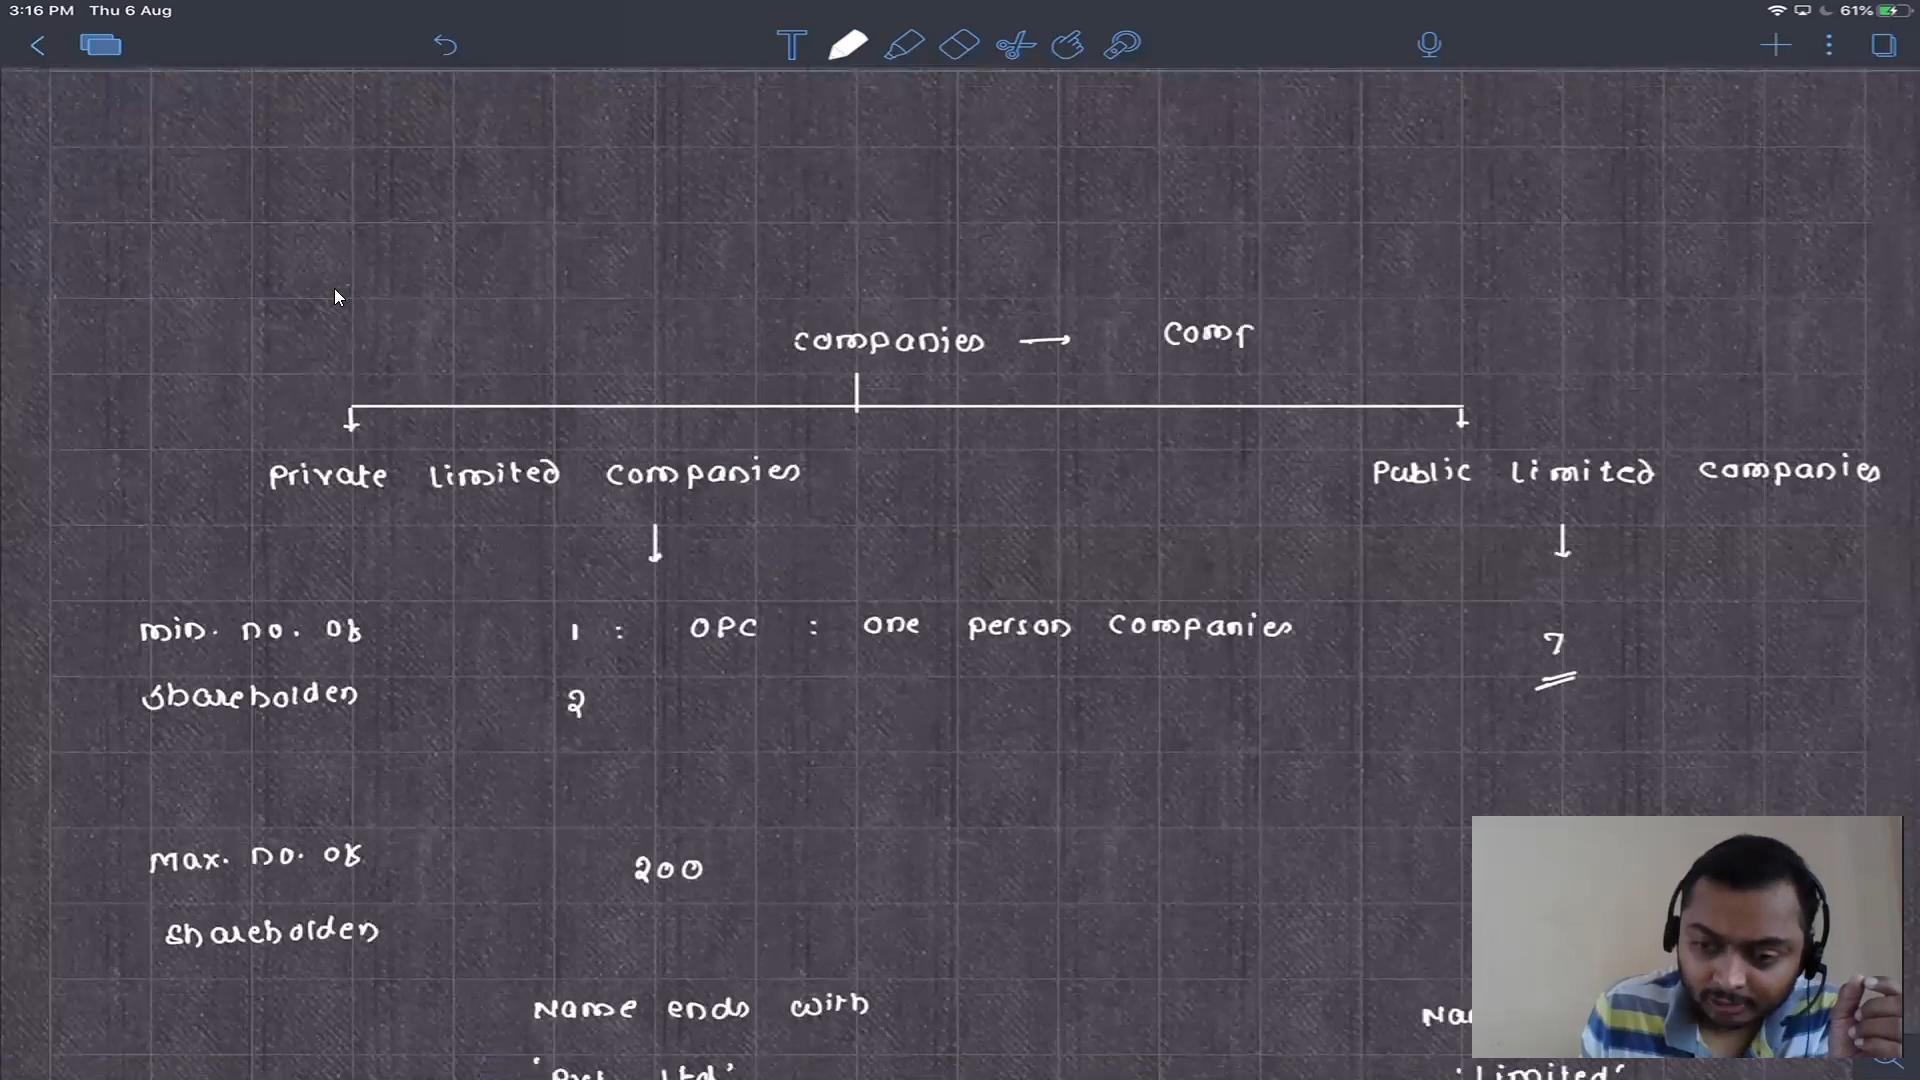 3:16 PM Thu 6 Aug 61%
T
companies → comp
Private limited companies Public limited companies
min. no. of 1 : OPC : one person companies 7
shareholders 2
Max. no. of 200
shareholders
Name ends with
'Pvt. Ltd' 'Limited'